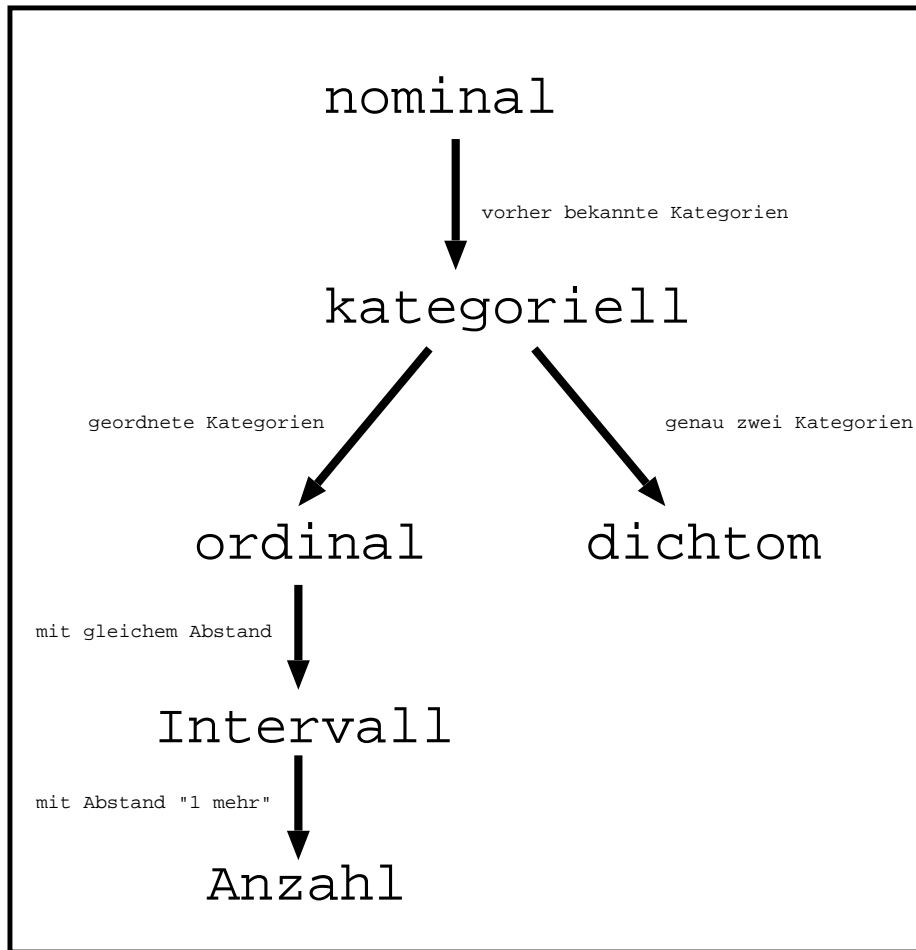 nominal
vorher bekannte Kategorien
kategoriell
geordnete Kategorien
genau zwei Kategorien
ordinal
dichtom
mit gleichem Abstand
Intervall
mit Abstand "1 mehr"
Anzahl